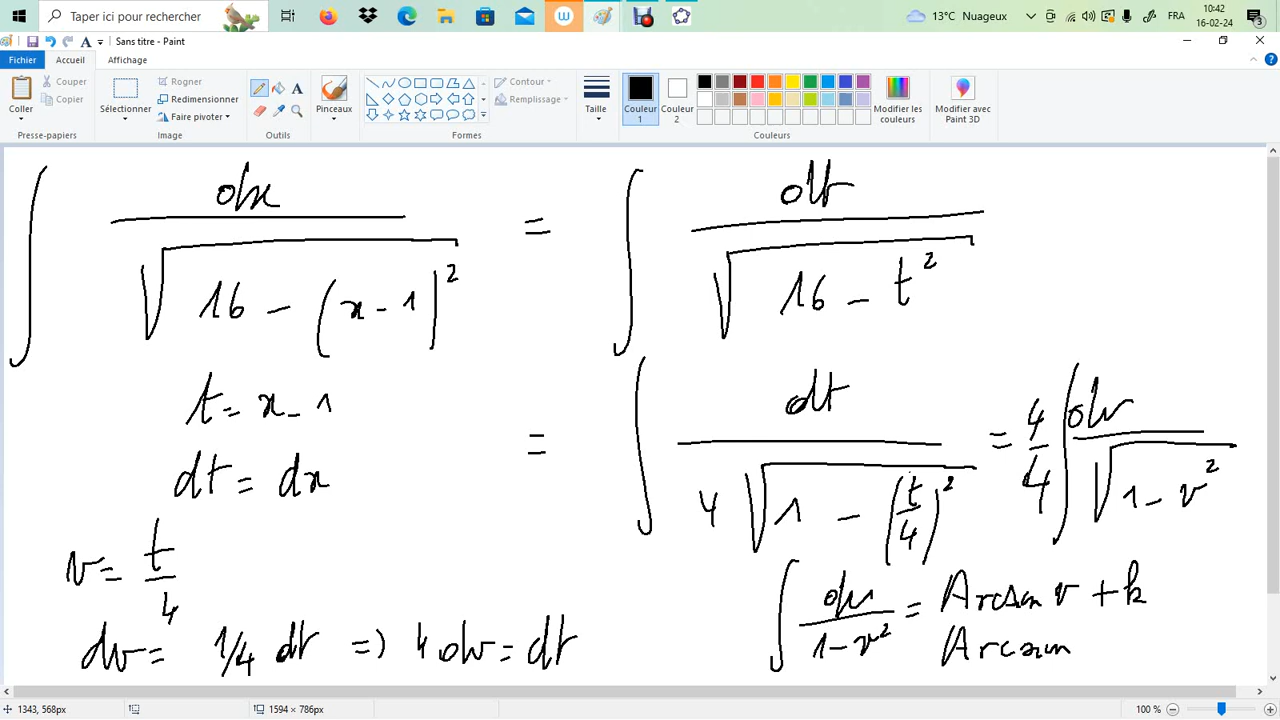 Taper ici pour rechercher
13°C Nuageux
FRA
10:42
16-02-24
3
Sans titre - Paint
Fichier
Accueil
Affichage
Coller
Couper
Copier
Presse-papiers
Sélectionner
Rogner
Redimensionner
Faire pivoter
Image
Outils
Pinceaux
Contour
Remplissage
Formes
Taille
Couleur 1
Couleur 2
Modifier les couleurs
Couleurs
Modifier avec Paint 3D
∫ dx / √(16 - (x - 1)²) = ∫ dt / √(16 - t²)
t = x - 1
dt = dx
= ∫ dt / 4√(1 - (t/4)²) = 4/4 ∫ dv / √(1 - v²)
v = t/4
dv = 1/4 dt => 4 dv = dt
∫ dv / 1 - v² = Arcsin v + k
Arcsin
1343, 568px
1594 × 786px
100 %